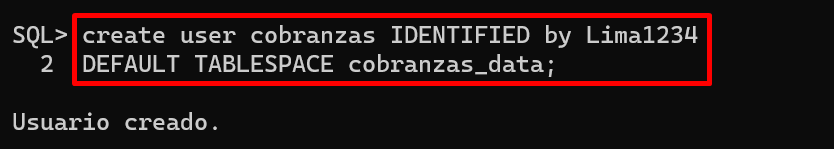 SQL> create user cobranzas IDENTIFIED by Lima1234
2 DEFAULT TABLESPACE cobranzas_data;
Usuario creado.